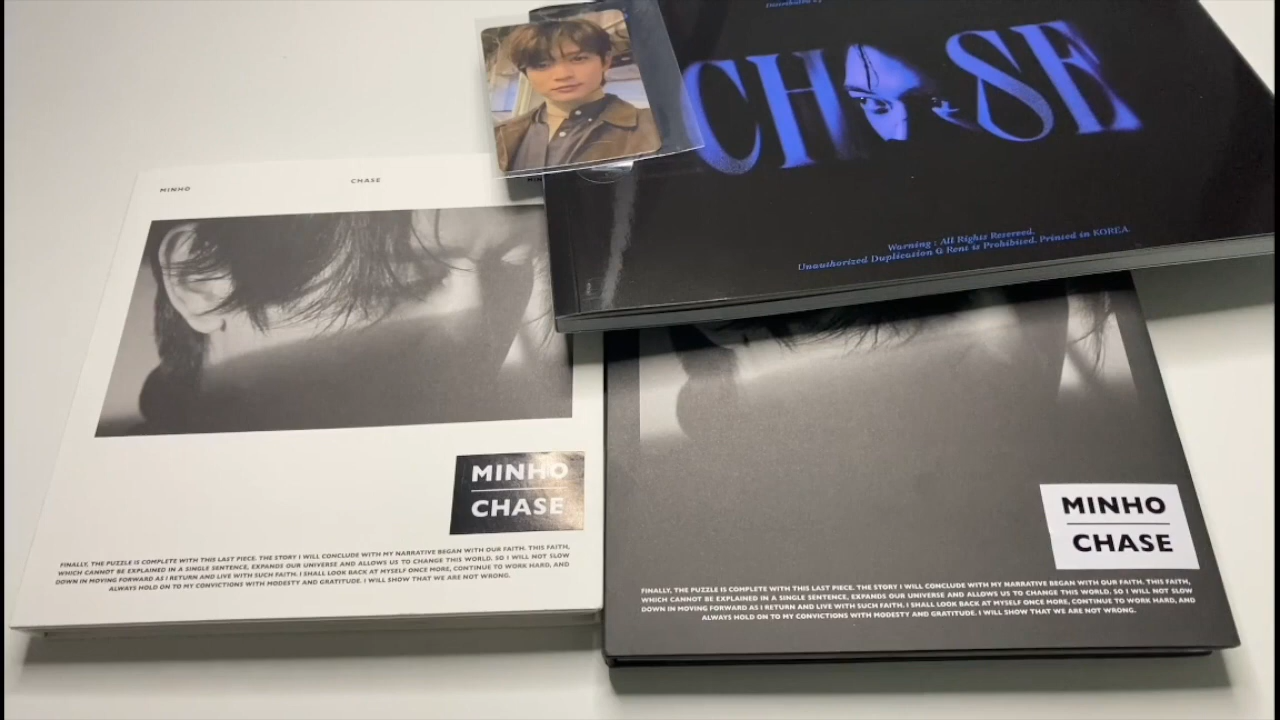 CHASE
Warning : All Rights Reserved.
Unauthorized Duplication & Rent is Prohibited. Printed in KOREA.
MINHO
CHASE
MINHO
CHASE
FINALLY, THE PUZZLE IS COMPLETE WITH THIS LAST PIECE. THE STORY I WILL CONCLUDE WITH MY NARRATIVE BEGAN WITH OUR FAITH. THIS FAITH,
WHICH CANNOT BE EXPLAINED IN A SINGLE SENTENCE, EXPANDS OUR UNIVERSE AND ALLOWS US TO CHANGE THIS WORLD. SO I WILL NOT SLOW
DOWN IN MOVING FORWARD AS I RETURN AND LIVE WITH SUCH FAITH. I SHALL LOOK BACK AT MYSELF ONCE MORE, CONTINUE TO WORK HARD, AND
ALWAYS HOLD ON TO MY CONVICTIONS WITH MODESTY AND GRATITUDE. I WILL SHOW THAT WE ARE NOT WRONG.
MINHO
CHASE
FINALLY, THE PUZZLE IS COMPLETE WITH THIS LAST PIECE. THE STORY I WILL CONCLUDE WITH MY NARRATIVE BEGAN WITH OUR FAITH. THIS FAITH,
WHICH CANNOT BE EXPLAINED IN A SINGLE SENTENCE, EXPANDS OUR UNIVERSE AND ALLOWS US TO CHANGE THIS WORLD. SO I WILL NOT SLOW
DOWN IN MOVING FORWARD AS I RETURN AND LIVE WITH SUCH FAITH. I SHALL LOOK BACK AT MYSELF ONCE MORE, CONTINUE TO WORK HARD, AND
ALWAYS HOLD ON TO MY CONVICTIONS WITH MODESTY AND GRATITUDE. I WILL SHOW THAT WE ARE NOT WRONG.